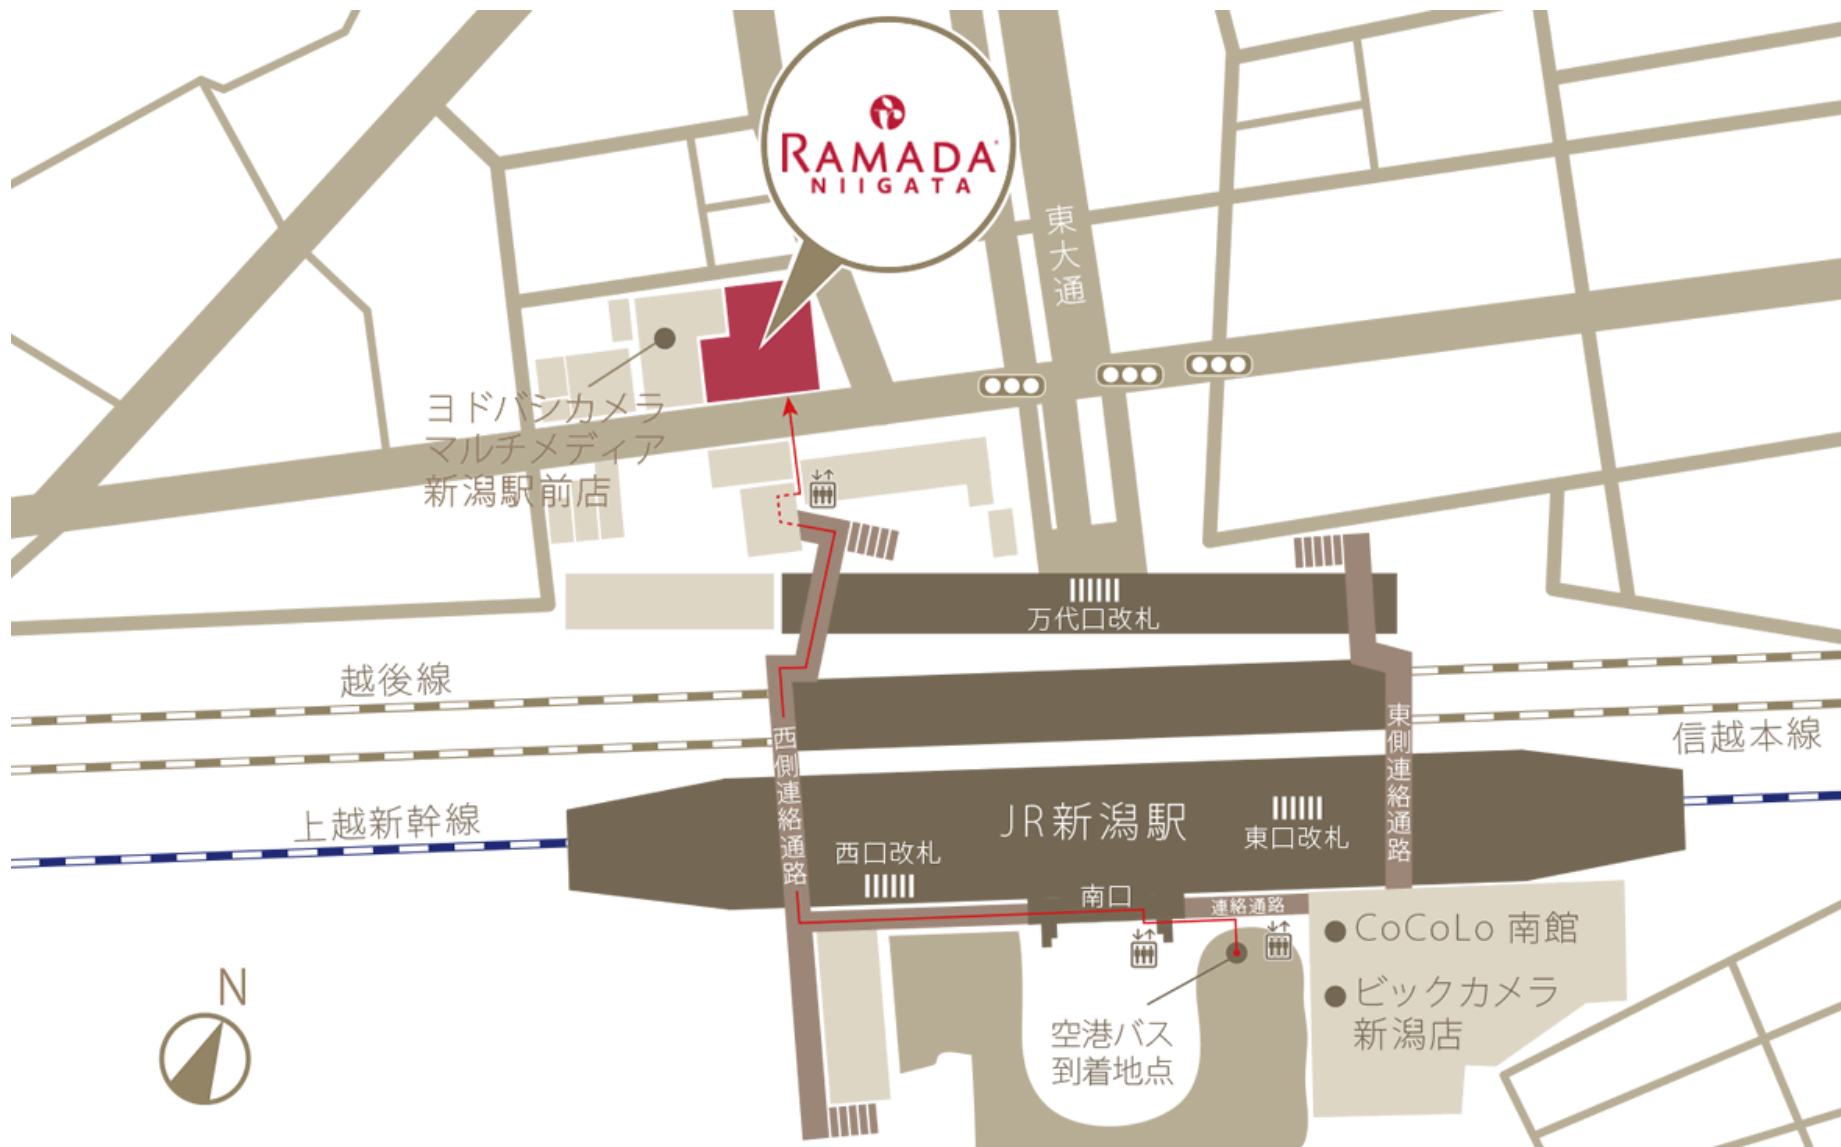 RAMADA
NIIGATA
東大通
ヨドバシカメラ
マルチメディア
新潟駅前店
万代口改札
越後線
信越本線
上越新幹線
西側連絡通路
東側連絡通路
JR新潟駅
東口改札
西口改札
南口
連絡通路
CoCoLo 南館
ビックカメラ
新潟店
空港バス
到着地点
N